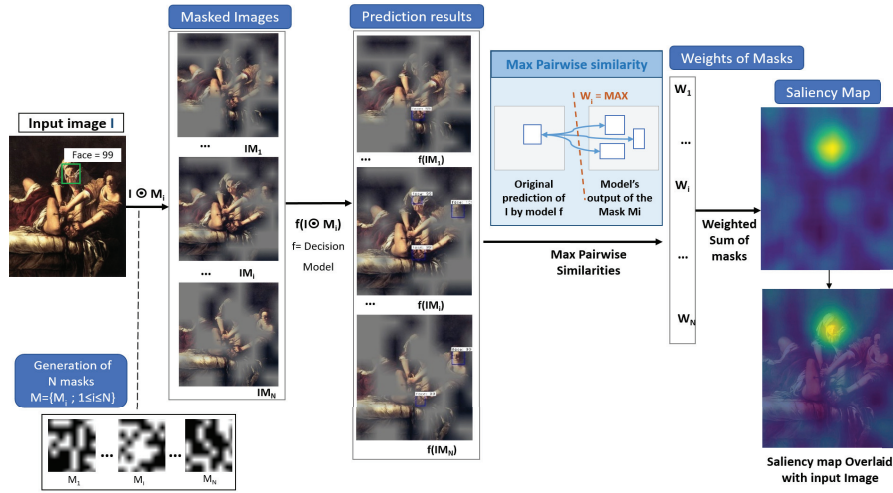 Masked Images
Prediction results
Input image I
Face = 99
I ⊙ Mi
...
IM1
...
IMi
IMN
f(I⊙ Mi)
f= Decision
Model
...
f(IM1)
...
f(IMi)
f(IMN)
Generation of
N masks
M={Mi ; 1≤i≤N}
...
...
M1
Mi
MN
Max Pairwise similarity
Wi = MAX
Original
prediction of
I by model f
Model's
output of the
Mask Mi
Max Pairwise
Similarities
Weights of Masks
W1
...
Wi
...
WN
Weighted
Sum of
masks
Saliency Map
Saliency map Overlaid
with input Image